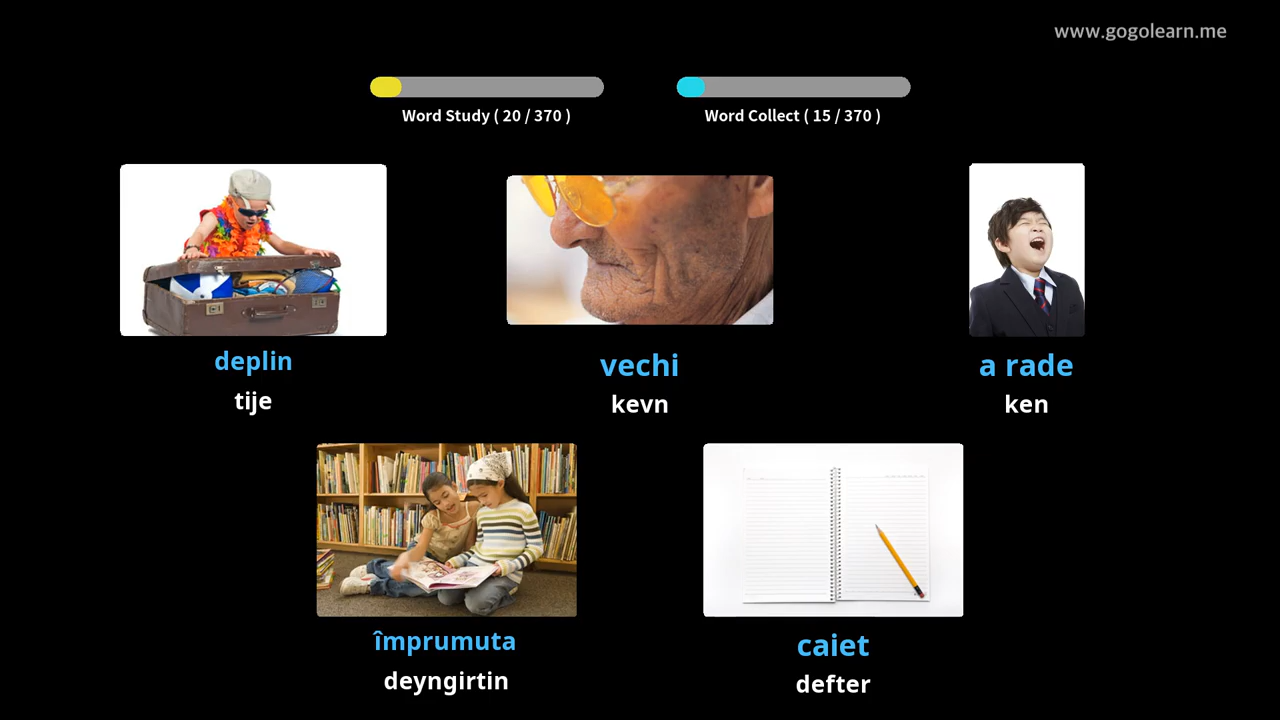 www.gogolearn.me
Word Study ( 20 / 370 )
Word Collect ( 15 / 370 )
deplin
tije
vechi
kevn
a rade
ken
împrumuta
deyngirtin
caiet
defter